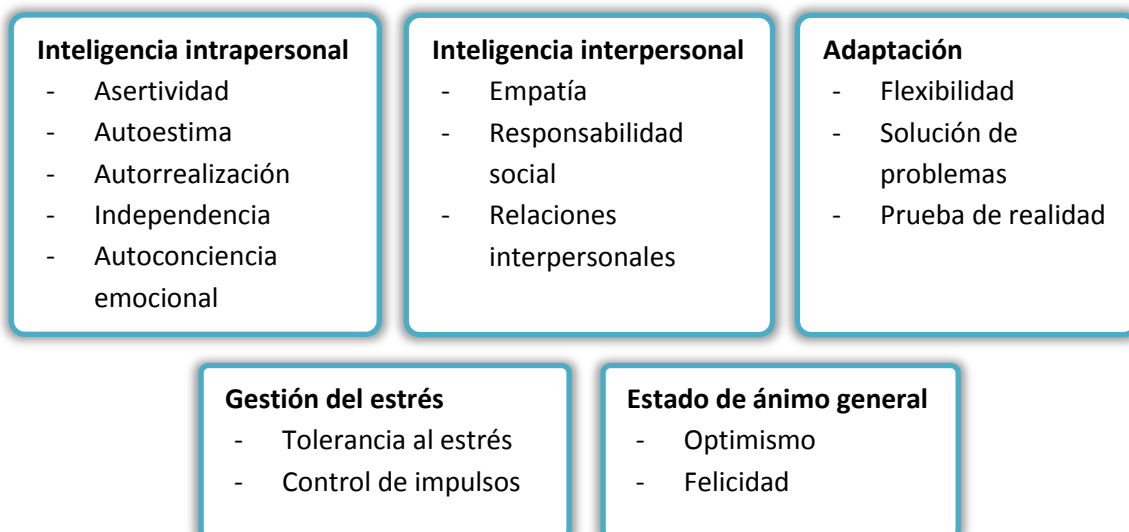 Inteligencia intrapersonal
- Asertividad
- Autoestima
- Autorrealización
- Independencia
- Autoconciencia
emocional
Inteligencia interpersonal
- Empatía
- Responsabilidad
social
- Relaciones
interpersonales
Adaptación
- Flexibilidad
- Solución de
problemas
- Prueba de realidad
Gestión del estrés
- Tolerancia al estrés
- Control de impulsos
Estado de ánimo general
- Optimismo
- Felicidad